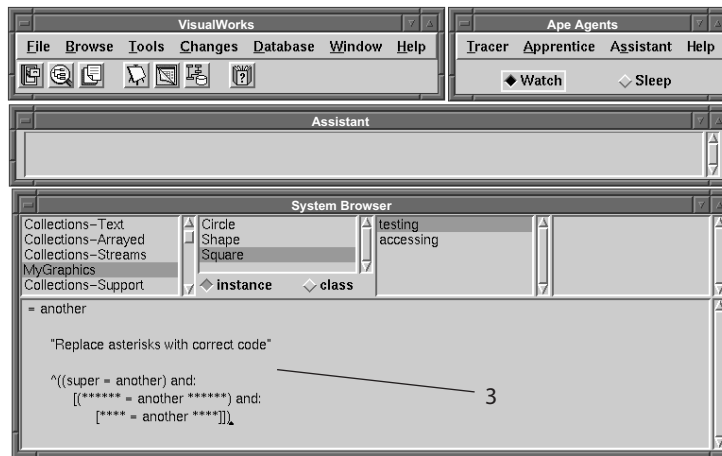 VisualWorks
File Browse Tools Changes Database Window Help
Ape Agents
Tracer Apprentice Assistant Help
Watch Sleep
Assistant
System Browser
Collections-Text
Collections-Arrayed
Collections-Streams
MyGraphics
Collections-Support
Circle
Shape
Square
instance class
testing
accessing
= another
"Replace asterisks with correct code"
^((super = another) and:
[(****** = another ******) and:
[**** = another ****]])
3